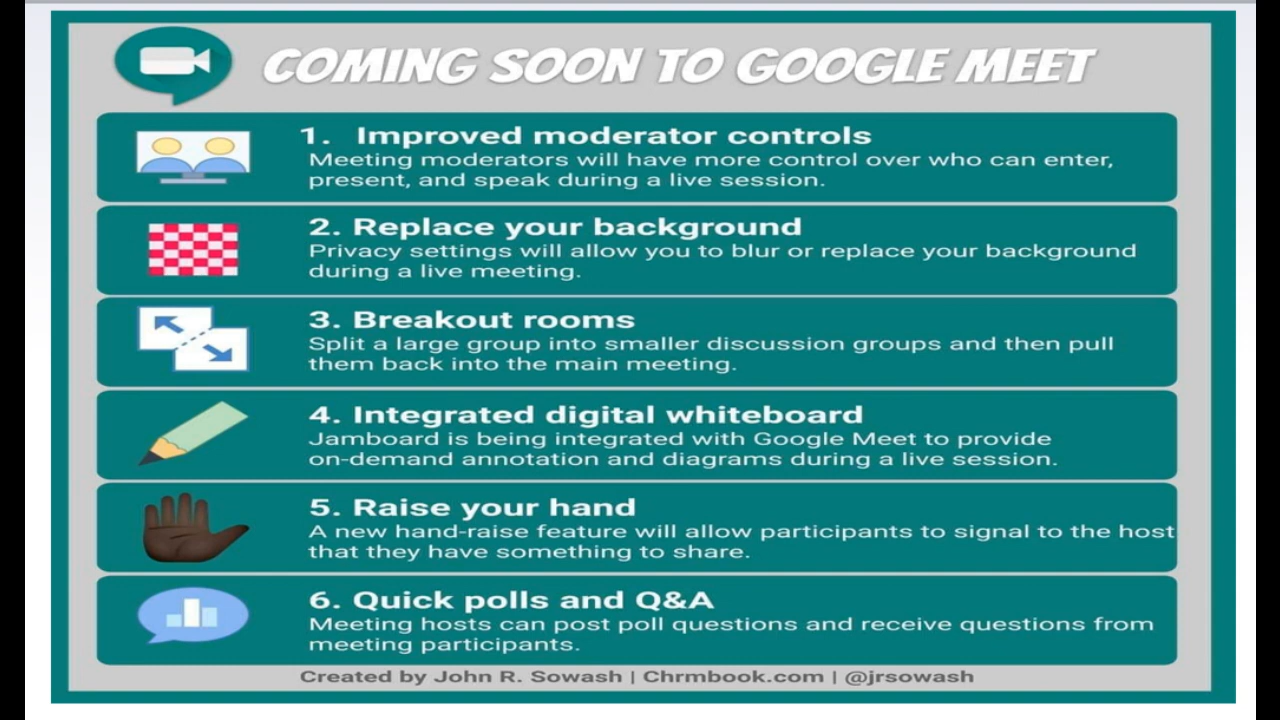 COMING SOON TO GOOGLE MEET
1. Improved moderator controls
Meeting moderators will have more control over who can enter,
present, and speak during a live session.
2. Replace your background
Privacy settings will allow you to blur or replace your background
during a live meeting.
3. Breakout rooms
Split a large group into smaller discussion groups and then pull
them back into the main meeting.
4. Integrated digital whiteboard
Jamboard is being integrated with Google Meet to provide
on-demand annotation and diagrams during a live session.
5. Raise your hand
A new hand-raise feature will allow participants to signal to the host
that they have something to share.
6. Quick polls and Q&A
Meeting hosts can post poll questions and receive questions from
meeting participants.
Created by John R. Sowash | Chrmbook.com | @jrsowash